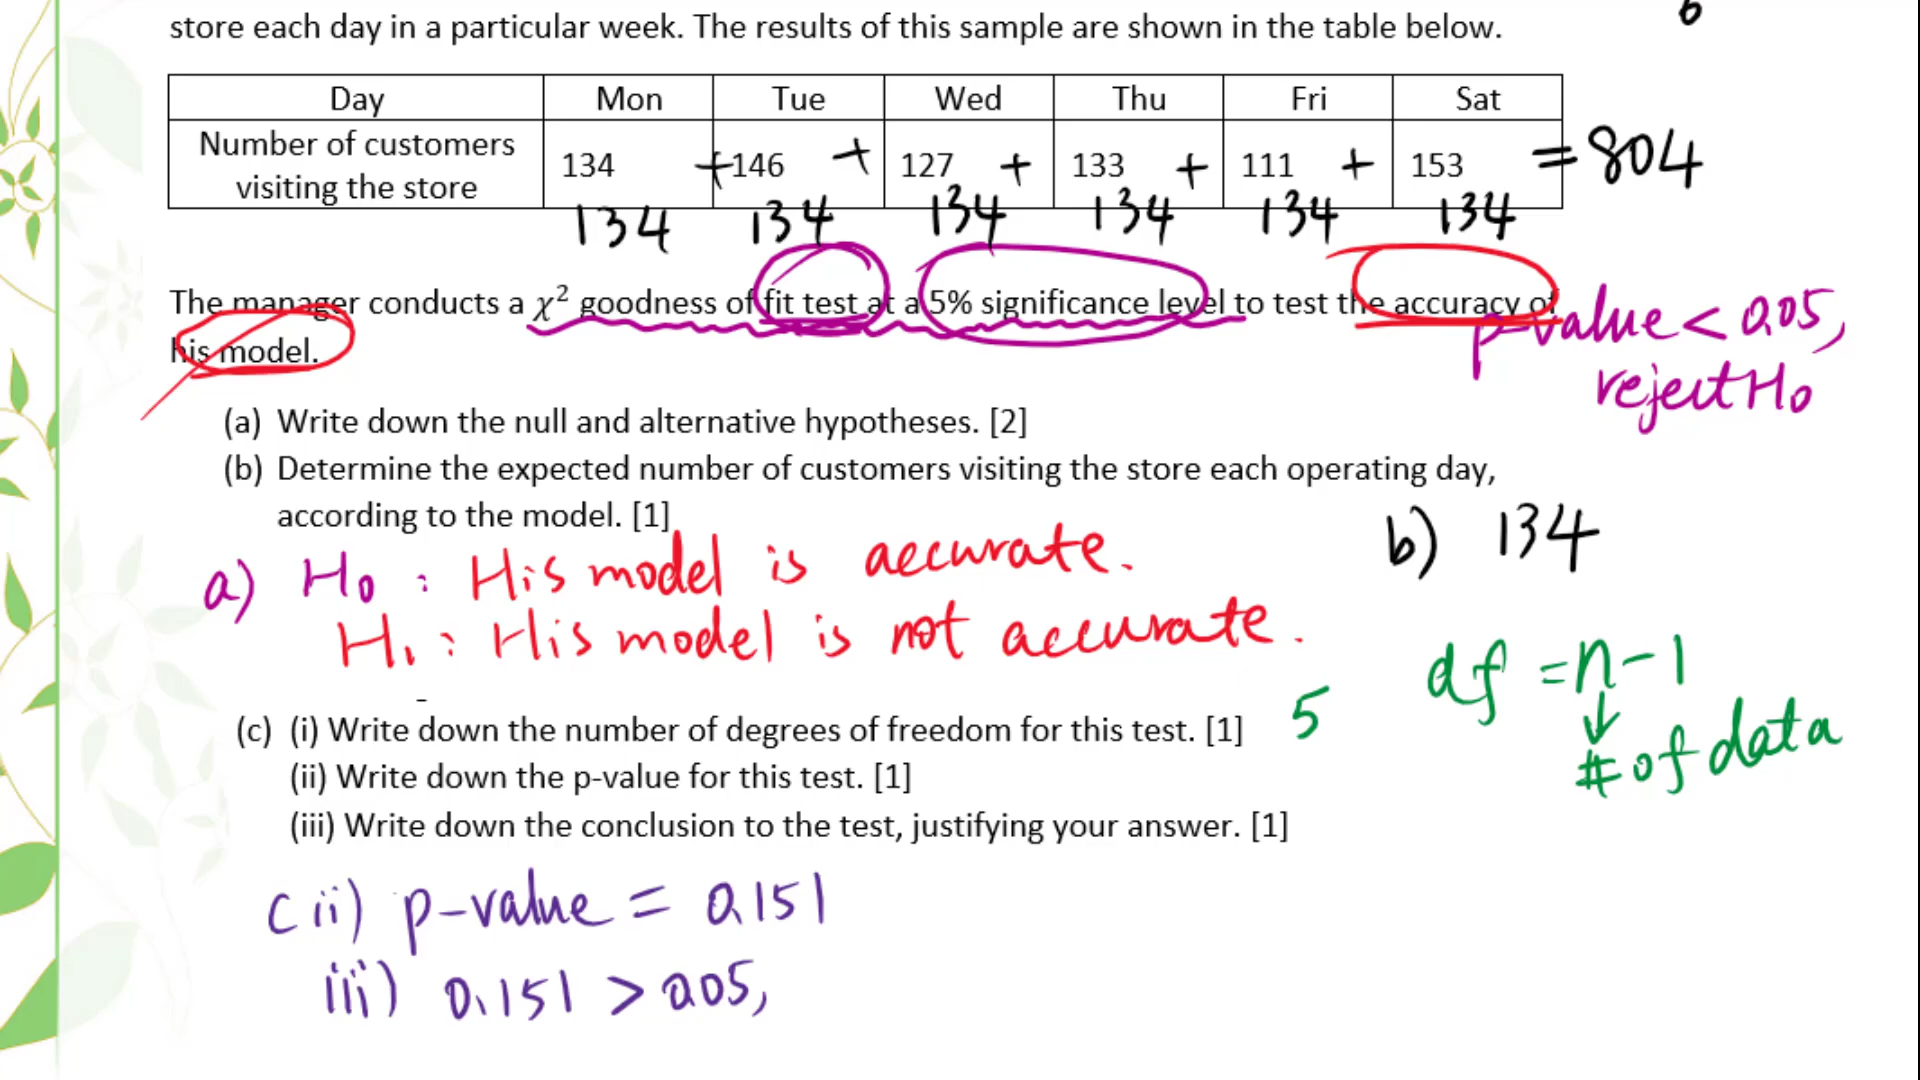 6
store each day in a particular week. The results of this sample are shown in the table below.
Day Mon Tue Wed Thu Fri Sat
Number of customers visiting the store 134 + 146 + 127 + 133 + 111 + 153 = 804
134 134 134 134 134 134
The manager conducts a χ² goodness of fit test at a 5% significance level to test the accuracy of
his model.
p-value < 0.05,
reject H₀
(a) Write down the null and alternative hypotheses. [2]
(b) Determine the expected number of customers visiting the store each operating day,
according to the model. [1]
b) 134
a) H₀ : His model is accurate.
H₁ : His model is not accurate.
df = n - 1
↓
# of data
(c) (i) Write down the number of degrees of freedom for this test. [1] 5
(ii) Write down the p-value for this test. [1]
(iii) Write down the conclusion to the test, justifying your answer. [1]
c ii) p-value = 0.151
iii) 0.151 > 0.05,